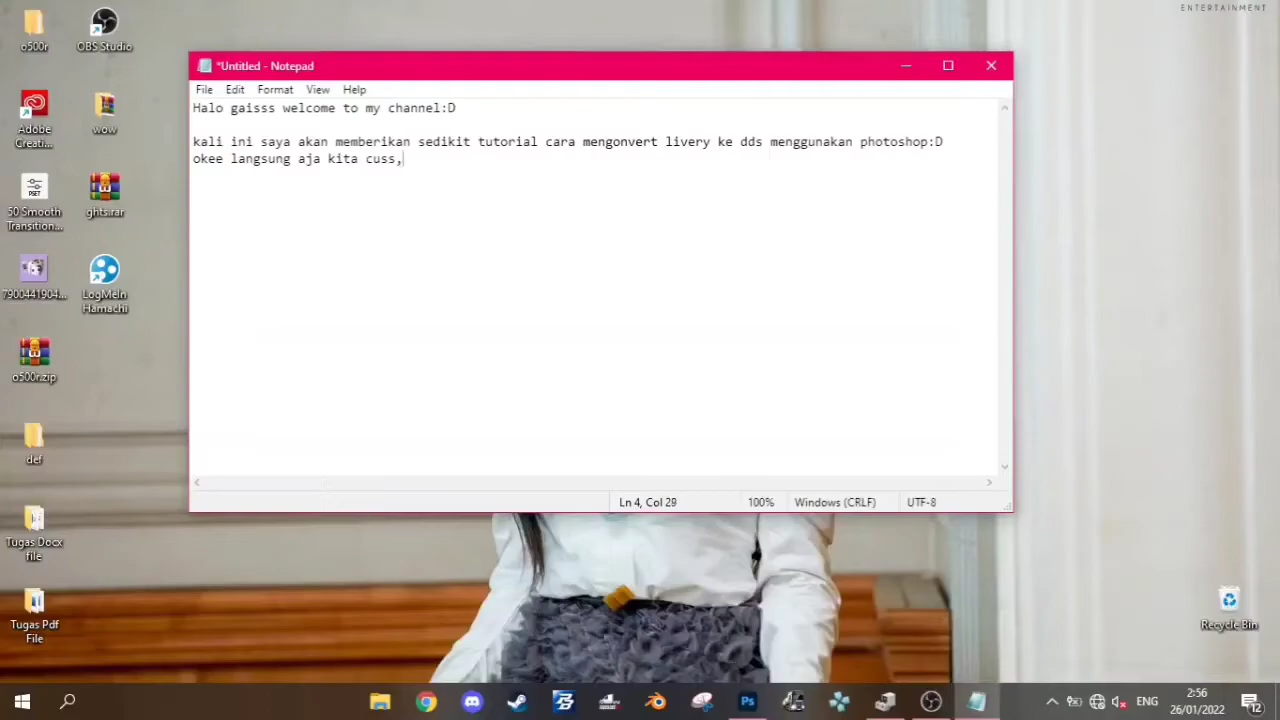 ENTERTAINMENT
o500r
OBS Studio
Adobe
Creati...
wow
50 Smooth
Transition...
ghts.rar
7900441904...
LogMeIn
Hamachi
o500r.zip
def
Tugas Docx
file
Tugas Pdf
File
*Untitled - Notepad
File Edit Format View Help
Halo gaisss welcome to my channel:D
kali ini saya akan memberikan sedikit tutorial cara mengonvert livery ke dds menggunakan photoshop:D
okee langsung aja kita cuss,
Ln 4, Col 29 100% Windows (CRLF) UTF-8
Recycle Bin
Ps
ENG
2:56
26/01/2022
12